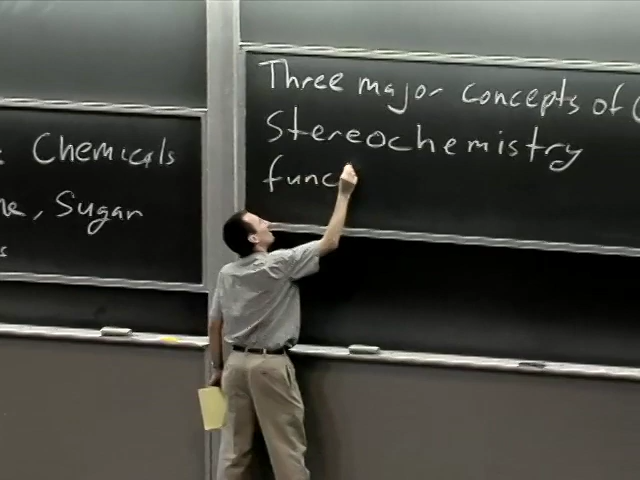 Chemicals
, Sugar
Three major concepts of
Stereochemistry
func